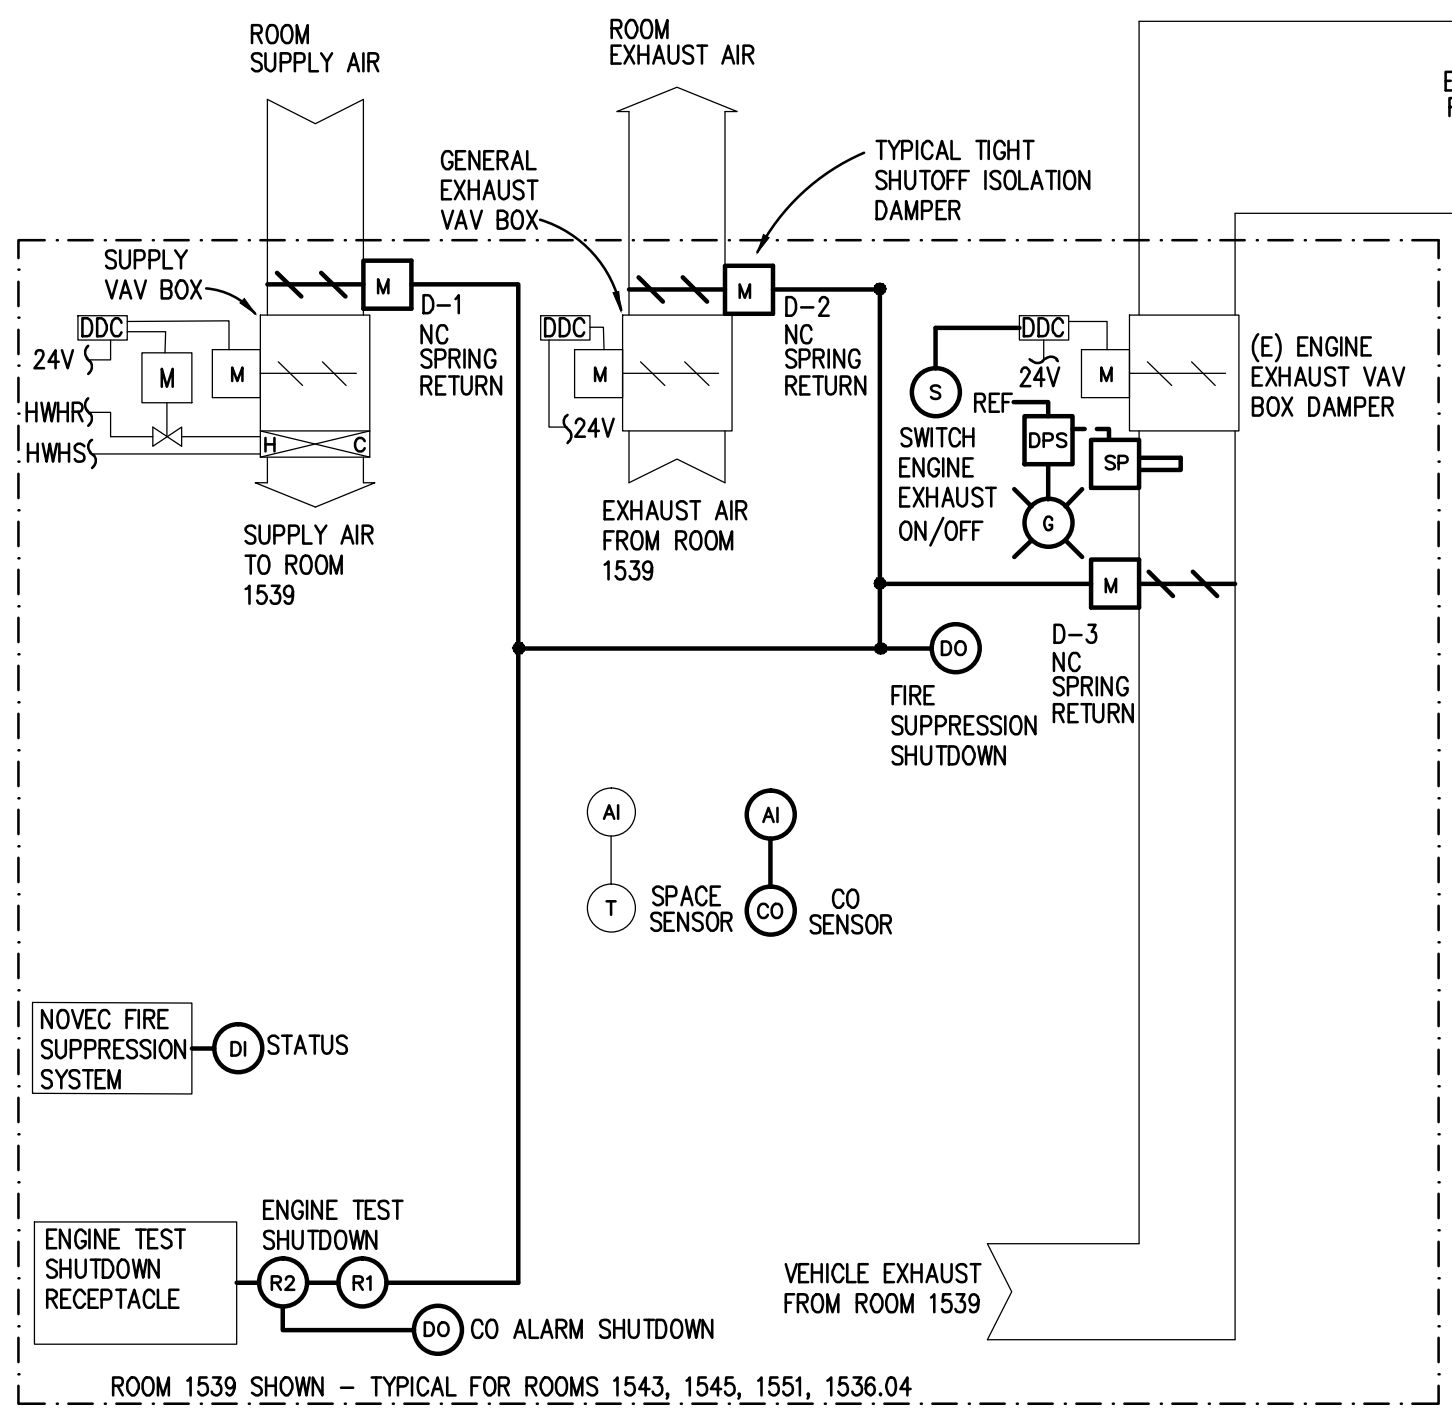 ROOM
SUPPLY AIR
ROOM
EXHAUST AIR
E
F
TYPICAL TIGHT
SHUTOFF ISOLATION
DAMPER
GENERAL
EXHAUST
VAV BOX
SUPPLY
VAV BOX
M
D-1
NC
SPRING
RETURN
M
D-2
NC
SPRING
RETURN
DDC
24V
M
M
HWHR
HWHS
H
C
DDC
M
24V
DDC
24V
M
(E) ENGINE
EXHAUST VAV
BOX DAMPER
S
REF
DPS
SP
G
SWITCH
ENGINE
EXHAUST
ON/OFF
SUPPLY AIR
TO ROOM
1539
EXHAUST AIR
FROM ROOM
1539
M
D-3
NC
SPRING
RETURN
DO
FIRE
SUPPRESSION
SHUTDOWN
AI
T
SPACE
SENSOR
AI
CO
CO
SENSOR
NOVEC FIRE
SUPPRESSION
SYSTEM
DI
STATUS
ENGINE TEST
SHUTDOWN
ENGINE TEST
SHUTDOWN
RECEPTACLE
R2
R1
DO
CO ALARM SHUTDOWN
VEHICLE EXHAUST
FROM ROOM 1539
ROOM 1539 SHOWN - TYPICAL FOR ROOMS 1543, 1545, 1551, 1536.04